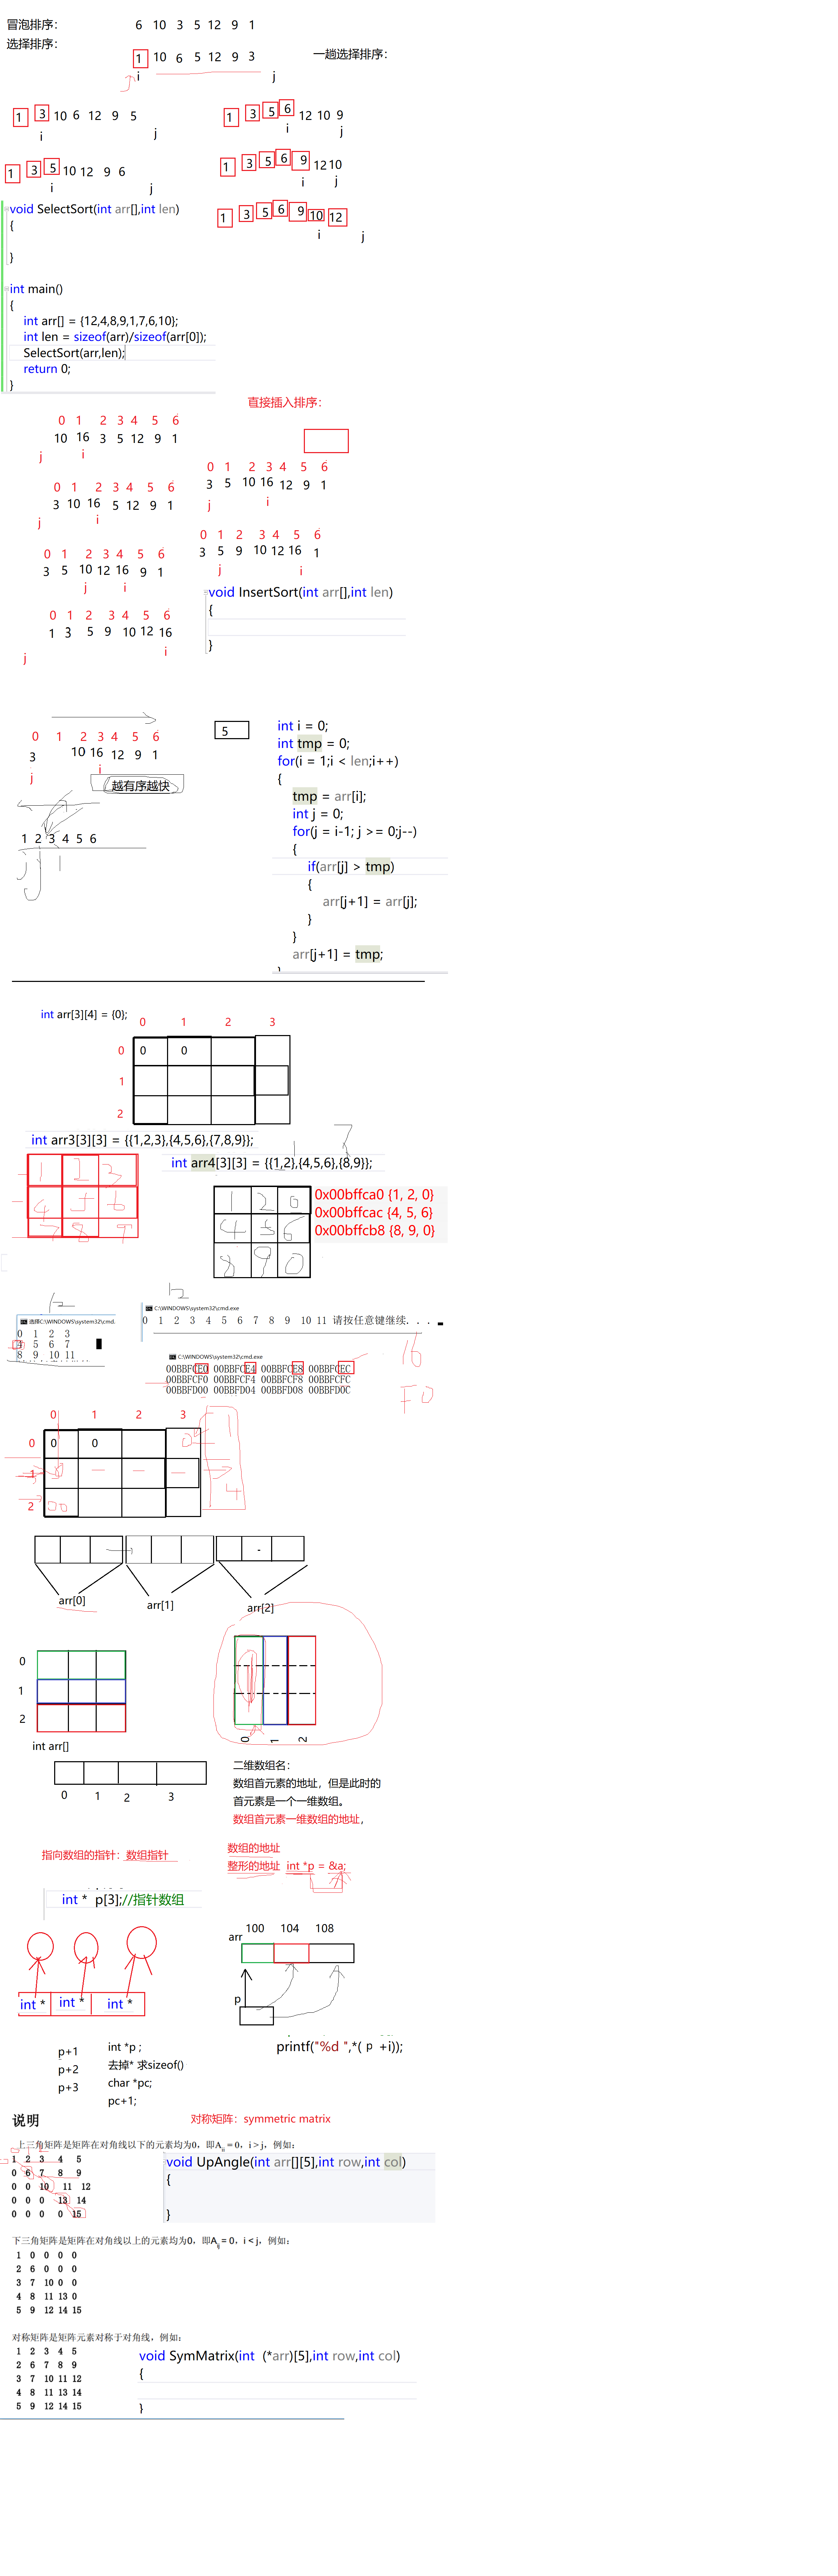 冒泡排序：
6 10 3 5 12 9 1
选择排序：
1 10 6 5 12 9 3
一趟选择排序：
i j
1 3 10 6 12 9 5
i j
1 3 5 6 12 10 9
i j
1 3 5 10 12 9 6
i j
1 3 5 6 9 12 10
i j
void SelectSort(int arr[],int len)
{
}
1 3 5 6 9 10 12
i j
int main()
{
int arr[] = {12,4,8,9,1,7,6,10};
int len = sizeof(arr)/sizeof(arr[0]);
SelectSort(arr,len);
return 0;
}
直接插入排序：
0 1 2 3 4 5 6
10 16 3 5 12 9 1
j i
0 1 2 3 4 5 6
3 5 10 16 12 9 1
j i
0 1 2 3 4 5 6
3 10 16 5 12 9 1
j i
0 1 2 3 4 5 6
3 5 9 10 12 16 1
j i
0 1 2 3 4 5 6
3 5 10 12 16 9 1
j i
void InsertSort(int arr[],int len)
{
}
0 1 2 3 4 5 6
1 3 5 9 10 12 16
i
j
0 1 2 3 4 5 6
3 10 16 12 9 1
j i
5
越有序越快
1 2 3 4 5 6
int i = 0;
int tmp = 0;
for(i = 1;i < len;i++)
{
tmp = arr[i];
int j = 0;
for(j = i-1; j >=0;j--)
{
if(arr[j] > tmp)
{
arr[j+1] = arr[j];
}
}
arr[j+1] = tmp;
int arr[3][4] = {0};
0 1 2 3
0 0 0
1
2
int arr3[3][3] = {{1,2,3},{4,5,6},{7,8,9}};
int arr4[3][3] = {{1,2},{4,5,6},{8,9}};
1 2 3
4 5 6
7 8 9
1 2 0
4 5 6
8 9 0
0x00bffca0 {1, 2, 0}
0x00bffcac {4, 5, 6}
0x00bffcb8 {8, 9, 0}
12
选择C:\WINDOWS\system32\cmd.
0 1 2 3
4 5 6 7
8 9 10 11
12
C:\WINDOWS\system32\cmd.exe
0 1 2 3 4 5 6 7 8 9 10 11 请按任意键继续. . .
C:\WINDOWS\system32\cmd.exe
00BBFCE0 00BBFCE4 00BBFCE8 00BBFCEC
00BBFCF0 00BBFCF4 00BBFCF8 00BBFCFC
00BBFD00 00BBFD04 00BBFD08 00BBFD0C
16
F0
0 1 2 3
0 0 0 0
1 0
2 00
1
4
arr[0] arr[1] arr[2]
0
1
2
0 1 2
int arr[]
0 1 2 3
二维数组名：
数组首元素的地址，但是此时的
首元素是一个一维数组。
数组首元素一维数组的地址，
指向数组的指针：数组指针
数组的地址
整形的地址 int *p = &a;
int * p[3];//指针数组
int * int * int *
100 104 108
arr
p
p+1
p+2
p+3
int *p ;
去掉* 求sizeof()
char *pc;
pc+1;
printf("%d ",*( p +i));
说明
对称矩阵：symmetric matrix
上三角矩阵是矩阵在对角线以下的元素均为0，即Aij = 0，i > j，例如：
1 2 3 4 5
0 6 7 8 9
0 0 10 11 12
0 0 0 13 14
0 0 0 0 15
void UpAngle(int arr[][5],int row,int col)
{
}
下三角矩阵是矩阵在对角线以上的元素均为0，即Aij = 0，i < j，例如：
1 0 0 0 0
2 6 0 0 0
3 7 10 0 0
4 8 11 13 0
5 9 12 14 15
对称矩阵是矩阵元素对称于对角线，例如：
1 2 3 4 5
2 6 7 8 9
3 7 10 11 12
4 8 11 13 14
5 9 12 14 15
void SymMatrix(int (*arr)[5],int row,int col)
{
}